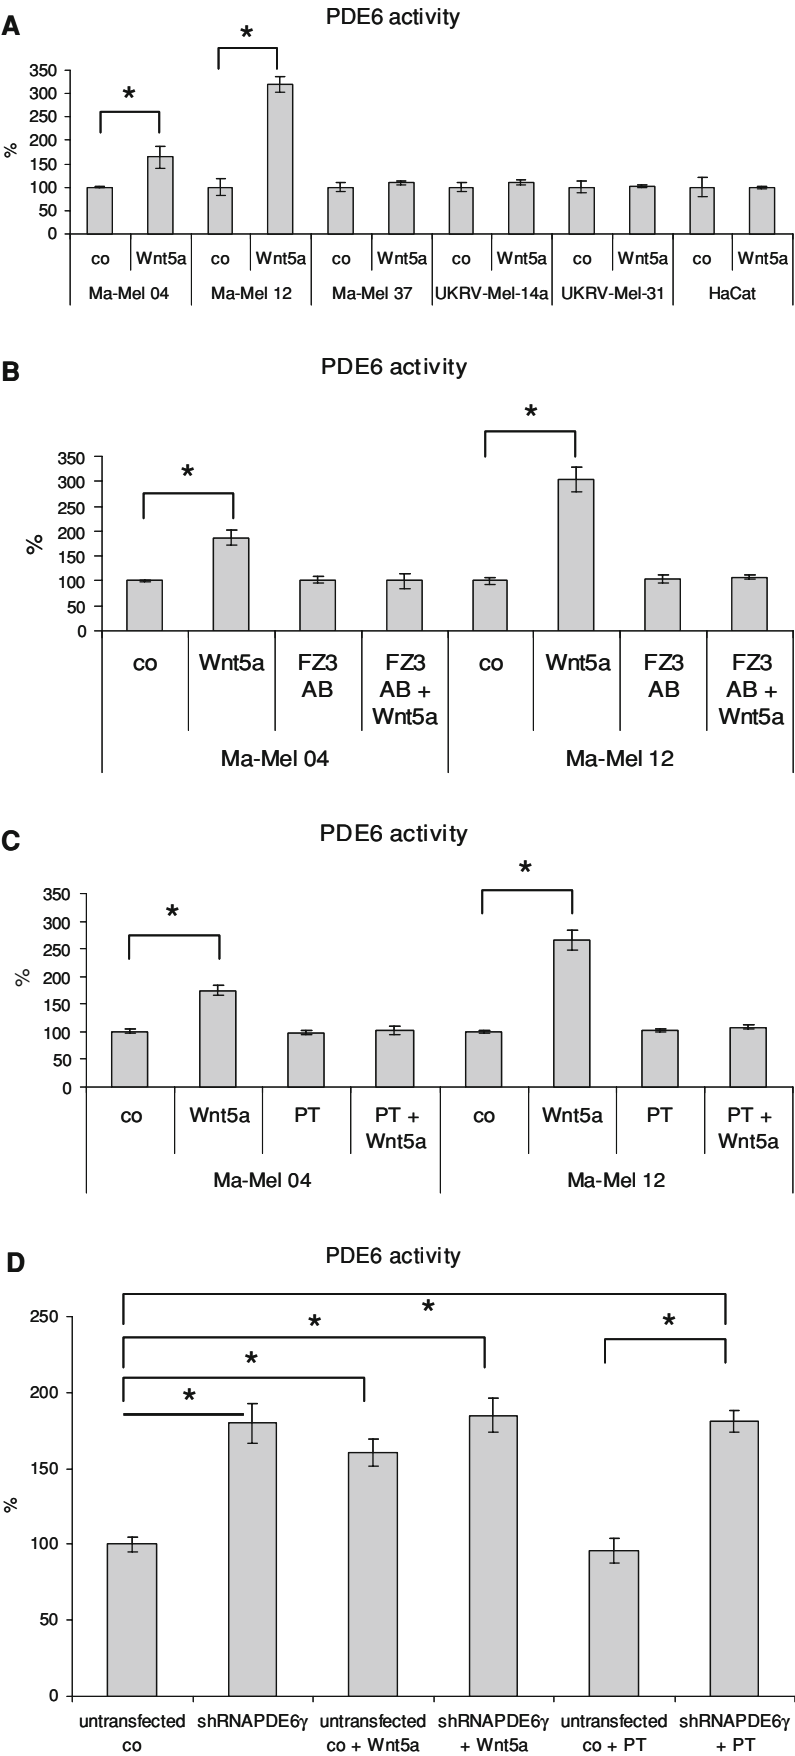 A
PDE6 activity
*
*
350
300
250
200
150
100
50
0
%
co Wnt5a co Wnt5a co Wnt5a co Wnt5a co Wnt5a co Wnt5a
Ma-Mel 04 Ma-Mel 12 Ma-Mel 37 UKRV-Mel-14a UKRV-Mel-31 HaCat
B
PDE6 activity
*
*
350
300
250
200
150
100
50
0
%
co Wnt5a FZ3 FZ3 co Wnt5a FZ3 FZ3
AB AB + AB AB +
Wnt5a Wnt5a
Ma-Mel 04 Ma-Mel 12
C
PDE6 activity
*
*
350
300
250
200
150
100
50
0
%
co Wnt5a PT PT + co Wnt5a PT PT +
Wnt5a Wnt5a
Ma-Mel 04 Ma-Mel 12
D
PDE6 activity
*
*
*
*
*
250
200
150
100
50
0
%
untransfected shRNAPDE6γ untransfected shRNAPDE6γ untransfected shRNAPDE6γ
co co + Wnt5a + Wnt5a co + PT + PT